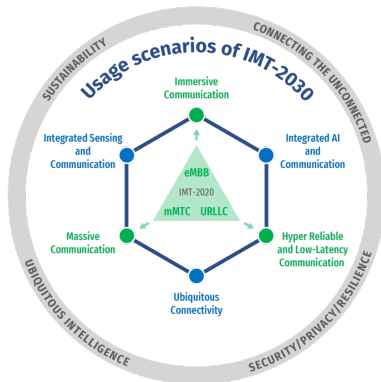 SUSTAINABILITY
CONNECTING THE UNCONNECTED
Usage scenarios of IMT-2030
Immersive
Communication
Integrated Sensing
and
Communication
Integrated AI
and
Communication
eMBB
IMT-2020
mMTC URLLC
Massive
Communication
Hyper Reliable
and Low-Latency
Communication
Ubiquitous
Connectivity
UBIQUITOUS INTELLIGENCE
SECURITY/PRIVACY/RESILIENCE